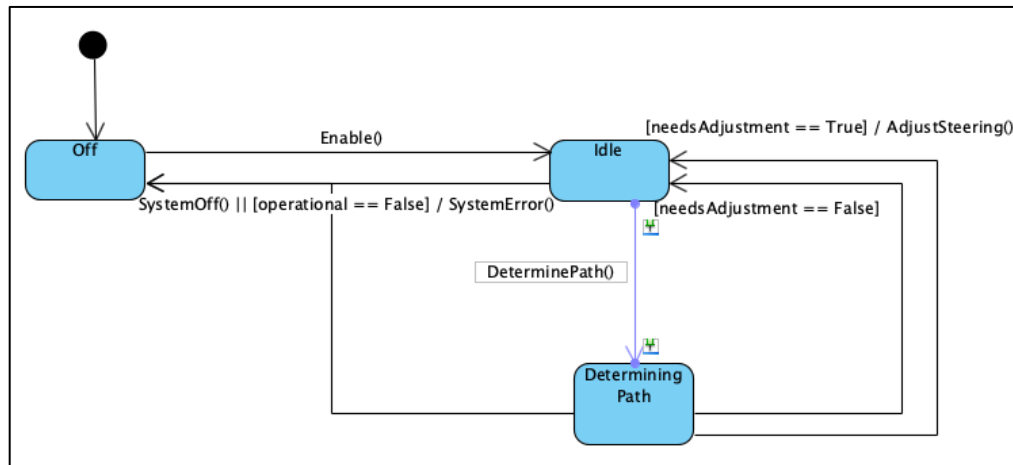 [needsAdjustment == True] / AdjustSteering()
Enable()
Off
Idle
SystemOff() || [operational == False] / SystemError()
[needsAdjustment == False]
DeterminePath()
Determining
Path